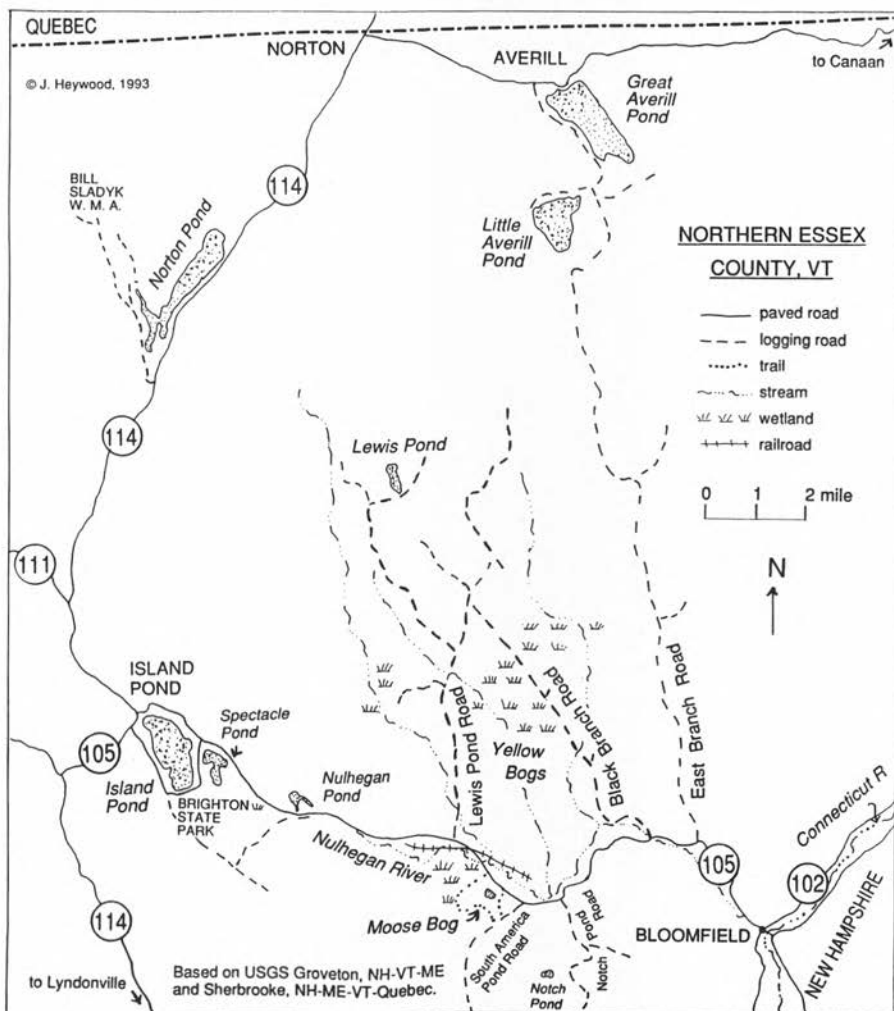 QUEBEC
NORTON
AVERILL
to Canaan
© J. Heywood, 1993
Great
Averill
Pond
BILL
SLADYK
W. M. A.
114
Norton Pond
Little
Averill
Pond
NORTHERN ESSEX
COUNTY, VT
paved road
logging road
trail
stream
wetland
railroad
0 1 2 mile
N
114
Lewis Pond
111
ISLAND
POND
Spectacle
Pond
105
Island
Pond
BRIGHTON
STATE
PARK
Nulhegan
Pond
Nulhegan River
Lewis Pond Road
Yellow
Bogs
Black Branch Road
East Branch Road
Connecticut R.
105
102
BLOOMFIELD
NEW HAMPSHIRE
Moose Bog
South America
Pond Road
Notch
Pond
Road
Notch
Pond
114
to Lyndonville
Based on USGS Groveton, NH-VT-ME
and Sherbrooke, NH-ME-VT-Quebec.